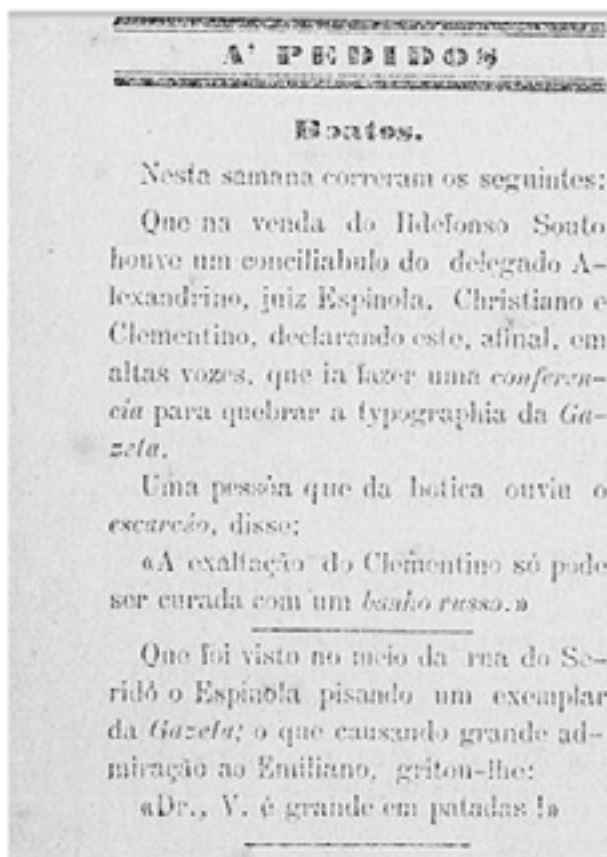 A' PEDIDOS
Boatos.
Nesta samana correram os seguintes:
Que na venda do Ildefonso Souto
houve um conciliabulo do delegado A-
lexandrino, juiz Espinola, Christiano e
Clementino, declarando este, afinal, em
altas vozes, que ia fazer uma conferen-
cia para quebrar a typographia da Ga-
zeta.
Uma pessôa que da botica ouviu o
escarcéo, disse:
«A exaltação do Clementino só pode
ser curada com um banho russo.»
Que foi visto no meio da rua do Se-
ridó o Espinola pisando um exemplar
da Gazeta; o que causando grande ad-
miração ao Emiliano, gritou-lhe:
«Dr., V. é grande em patadas !»